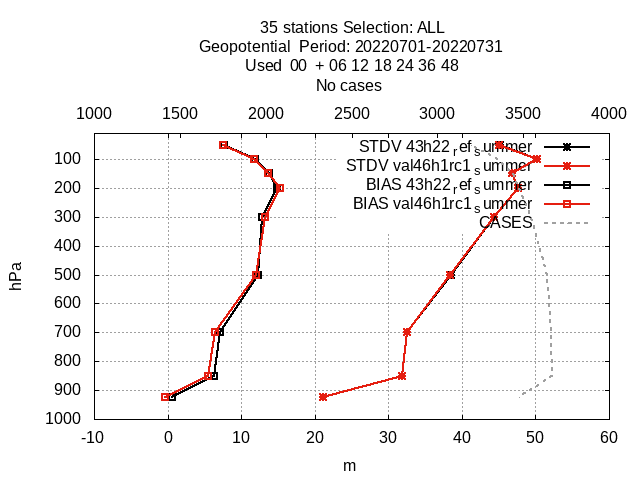 35 stations Selection: ALL
Geopotential Period: 20220701-20220731
Used 00 + 06 12 18 24 36 48
No cases
1000 1500 2000 2500 3000 3500 4000
STDV 43h22_ref_summer
STDV val46h1rc1_summer
BIAS 43h22_ref_summer
BIAS val46h1rc1_summer
CASES
100
200
300
400
500
600
700
800
900
1000
hPa
-10 0 10 20 30 40 50 60
m